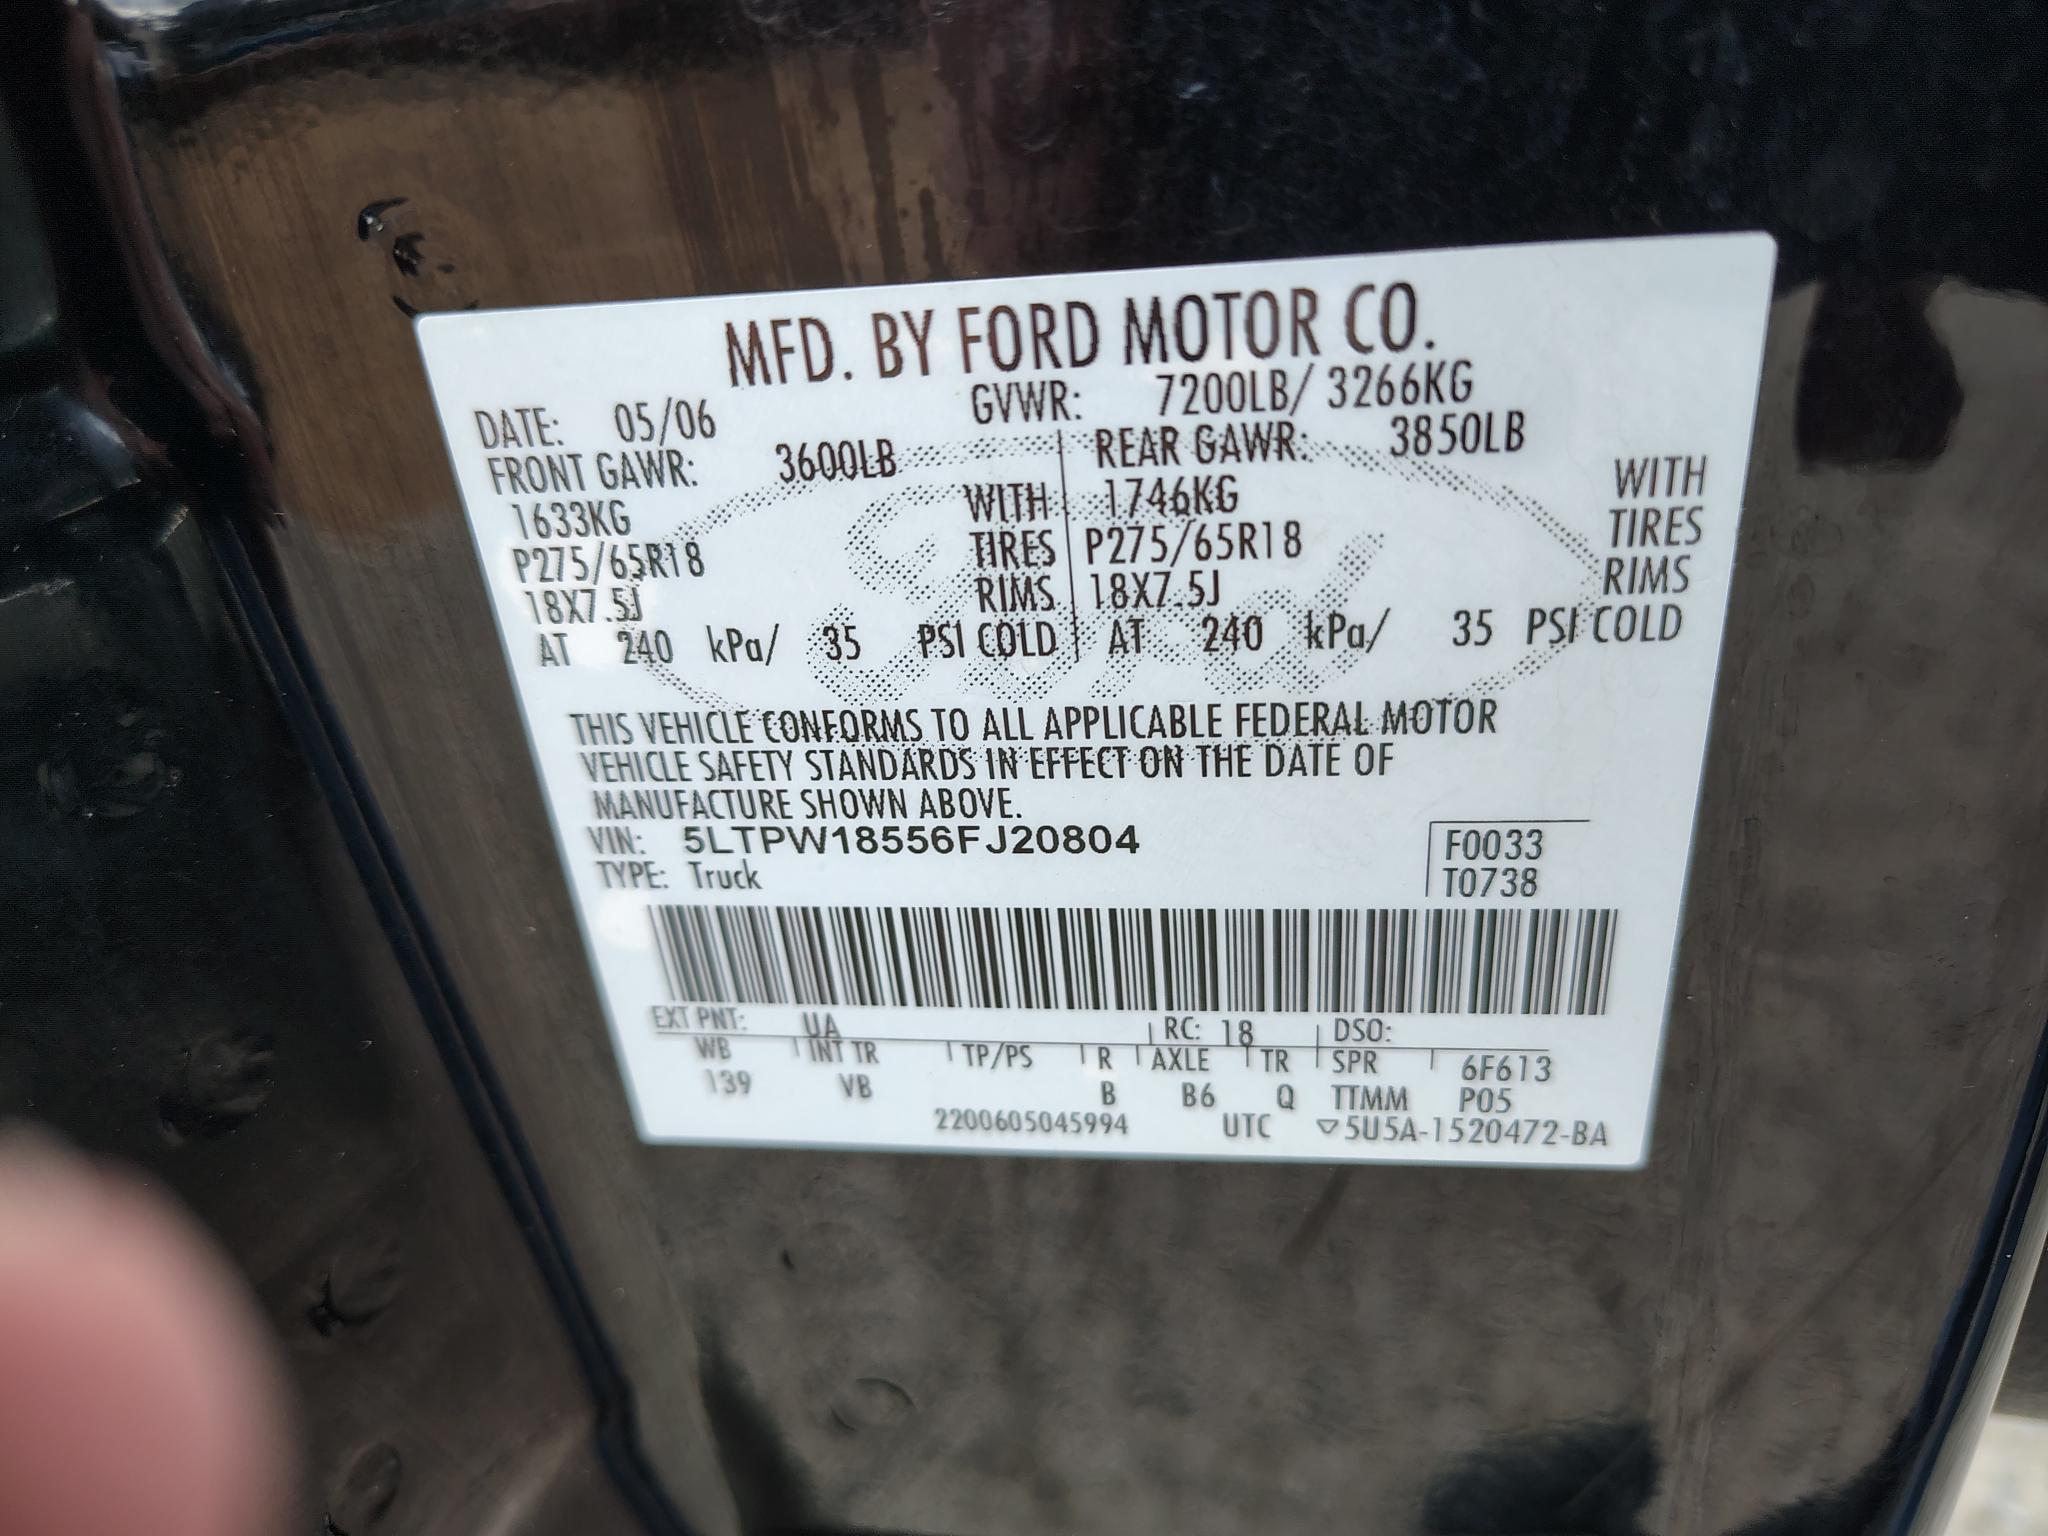 MFD. BY FORD MOTOR CO.
DATE: 05/06 GVWR: 7200LB/ 3266KG
FRONT GAWR: 3600LB REAR GAWR: 3850LB
1633KG WITH 1746KG WITH
P275/65R18 TIRES P275/65R18 TIRES
18X7.5J RIMS 18X7.5J RIMS
AT 240 kPa/ 35 PSI COLD AT 240 kPa/ 35 PSI COLD
Ford
THIS VEHICLE CONFORMS TO ALL APPLICABLE FEDERAL MOTOR
VEHICLE SAFETY STANDARDS IN EFFECT ON THE DATE OF
MANUFACTURE SHOWN ABOVE.
VIN: 5LTPW18556FJ20804 F0033
TYPE: Truck T0738
EXT PNT: UA RC: 18 DSO:
WB INT TR TP/PS R AXLE TR SPR 6F613
139 VB B B6 Q TTMM P05
2200605045994 UTC ▽5U5A-1520472-BA